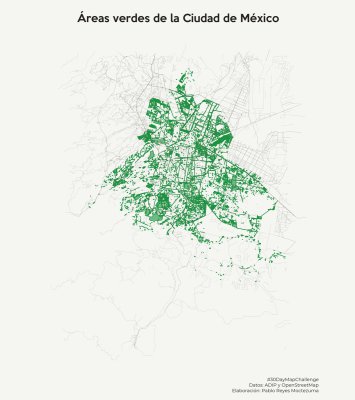 Áreas verdes de la Ciudad de México
#30DayMapChallenge
Datos: ADIP y OpenStreetMap
Elaboración: Pablo Reyes Moctezuma